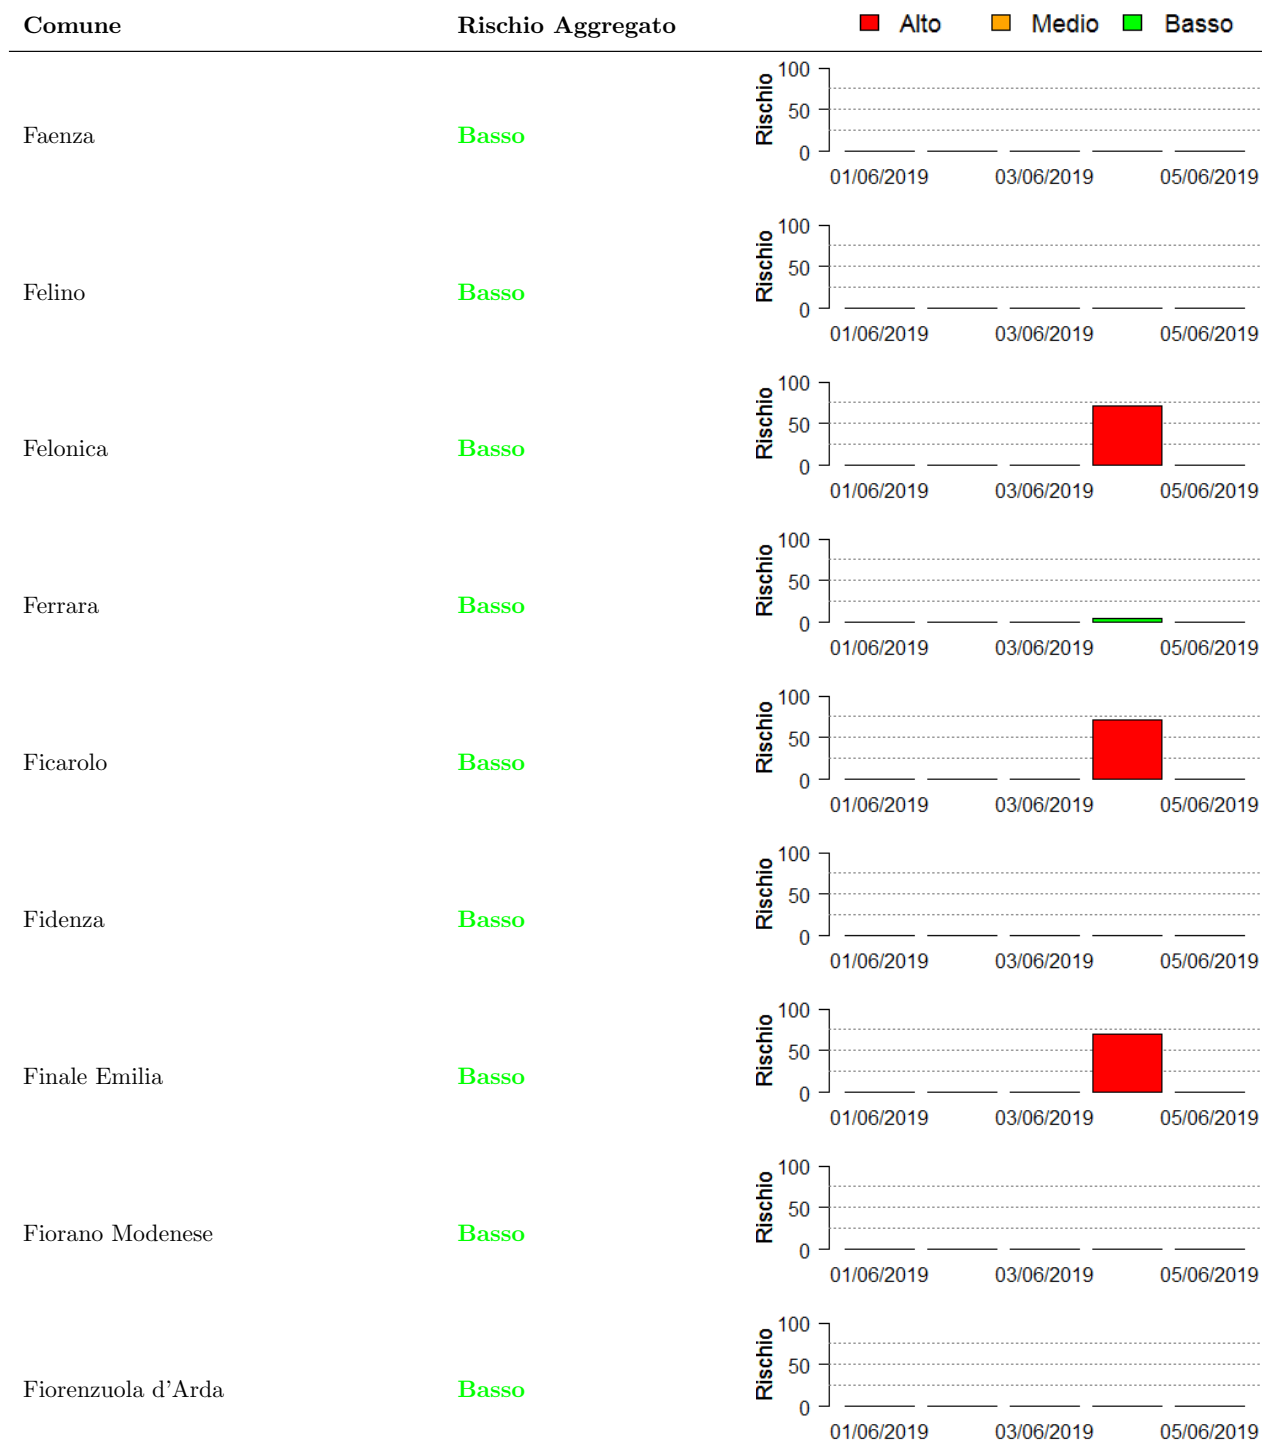 Comune Rischio Aggregato Alto Medio Basso
Faenza Basso Rischio 100 50 0
01/06/2019 03/06/2019 05/06/2019
Felino Basso Rischio 100 50 0
01/06/2019 03/06/2019 05/06/2019
Felonica Basso Rischio 100 50 0
01/06/2019 03/06/2019 05/06/2019
Ferrara Basso Rischio 100 50 0
01/06/2019 03/06/2019 05/06/2019
Ficarolo Basso Rischio 100 50 0
01/06/2019 03/06/2019 05/06/2019
Fidenza Basso Rischio 100 50 0
01/06/2019 03/06/2019 05/06/2019
Finale Emilia Basso Rischio 100 50 0
01/06/2019 03/06/2019 05/06/2019
Fiorano Modenese Basso Rischio 100 50 0
01/06/2019 03/06/2019 05/06/2019
Fiorenzuola d'Arda Basso Rischio 100 50 0
01/06/2019 03/06/2019 05/06/2019